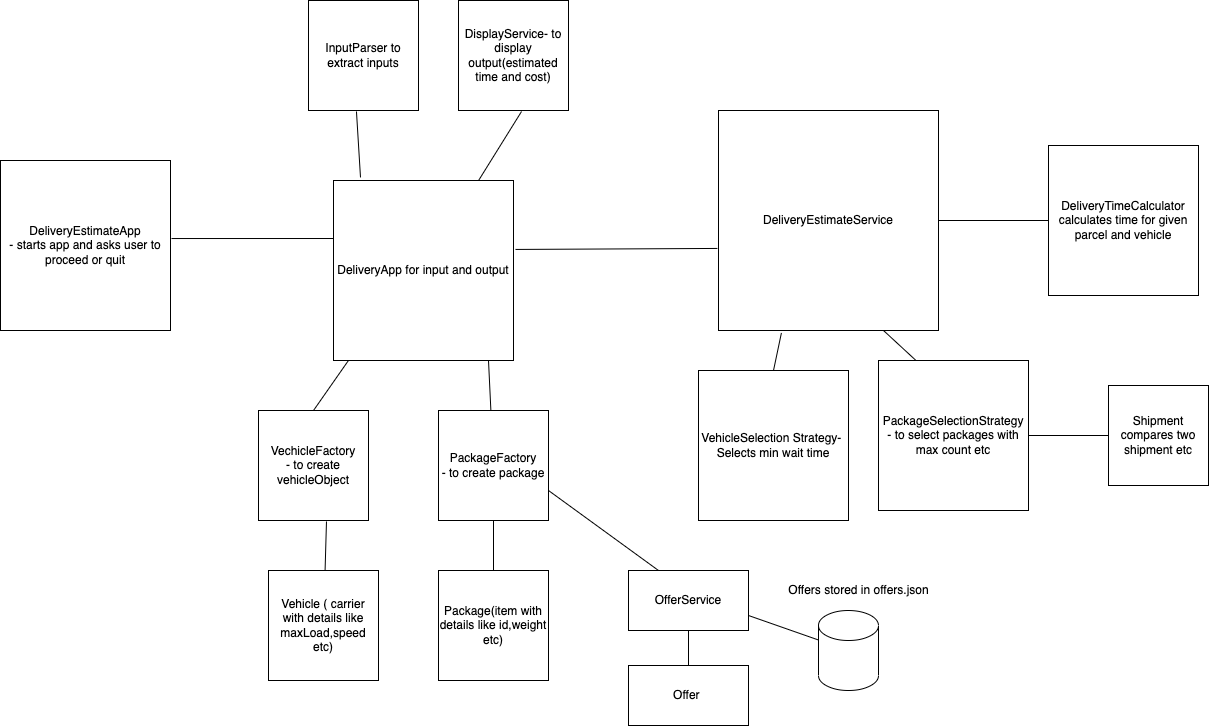 InputParser to
extract inputs
DisplayService- to
display
output(estimated
time and cost)
DeliveryEstimateApp
- starts app and asks user to
proceed or quit
DeliveryApp for input and output
DeliveryEstimateService
DeliveryTimeCalculator
calculates time for given
parcel and vehicle
VechicleFactory
- to create
vehicleObject
PackageFactory
- to create package
VehicleSelection Strategy-
Selects min wait time
PackageSelectionStrategy
- to select packages with
max count etc
Shipment
compares two
shipment etc
Vehicle ( carrier
with details like
maxLoad,speed
etc)
Package(item with
details like id,weight
etc)
OfferService
Offers stored in offers.json
Offer